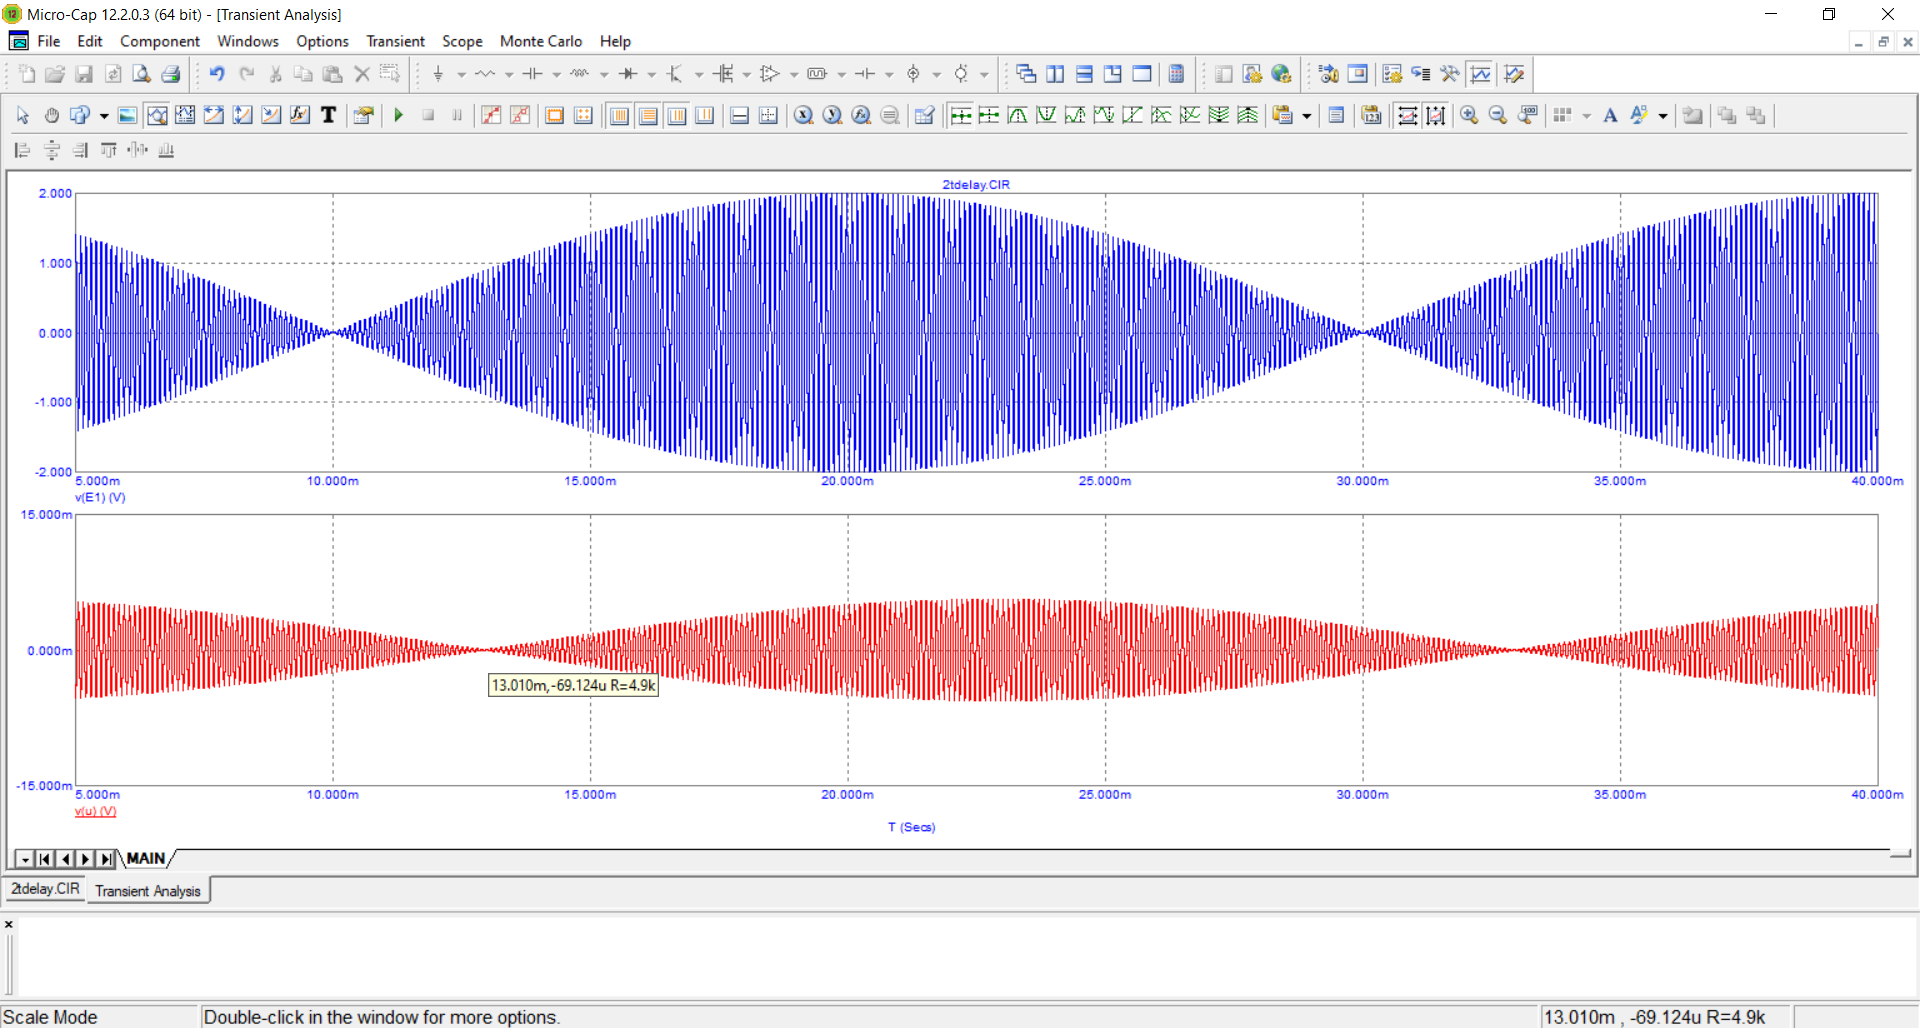 Micro-Cap 12.2.0.3 (64 bit) - [Transient Analysis]
File Edit Component Windows Options Transient Scope Monte Carlo Help
2tdelay.CIR
2.000
1.000
0.000
-1.000
-2.000
5.000m 10.000m 15.000m 20.000m 25.000m 30.000m 35.000m 40.000m
v(E1) (V)
15.000m
0.000m
13.010m,-69.124u R=4.9k
-15.000m
5.000m 10.000m 15.000m 20.000m 25.000m 30.000m 35.000m 40.000m
v(u) (V)
T (Secs)
MAIN
2tdelay.CIR Transient Analysis
Scale Mode Double-click in the window for more options. 13.010m , -69.124u R=4.9k